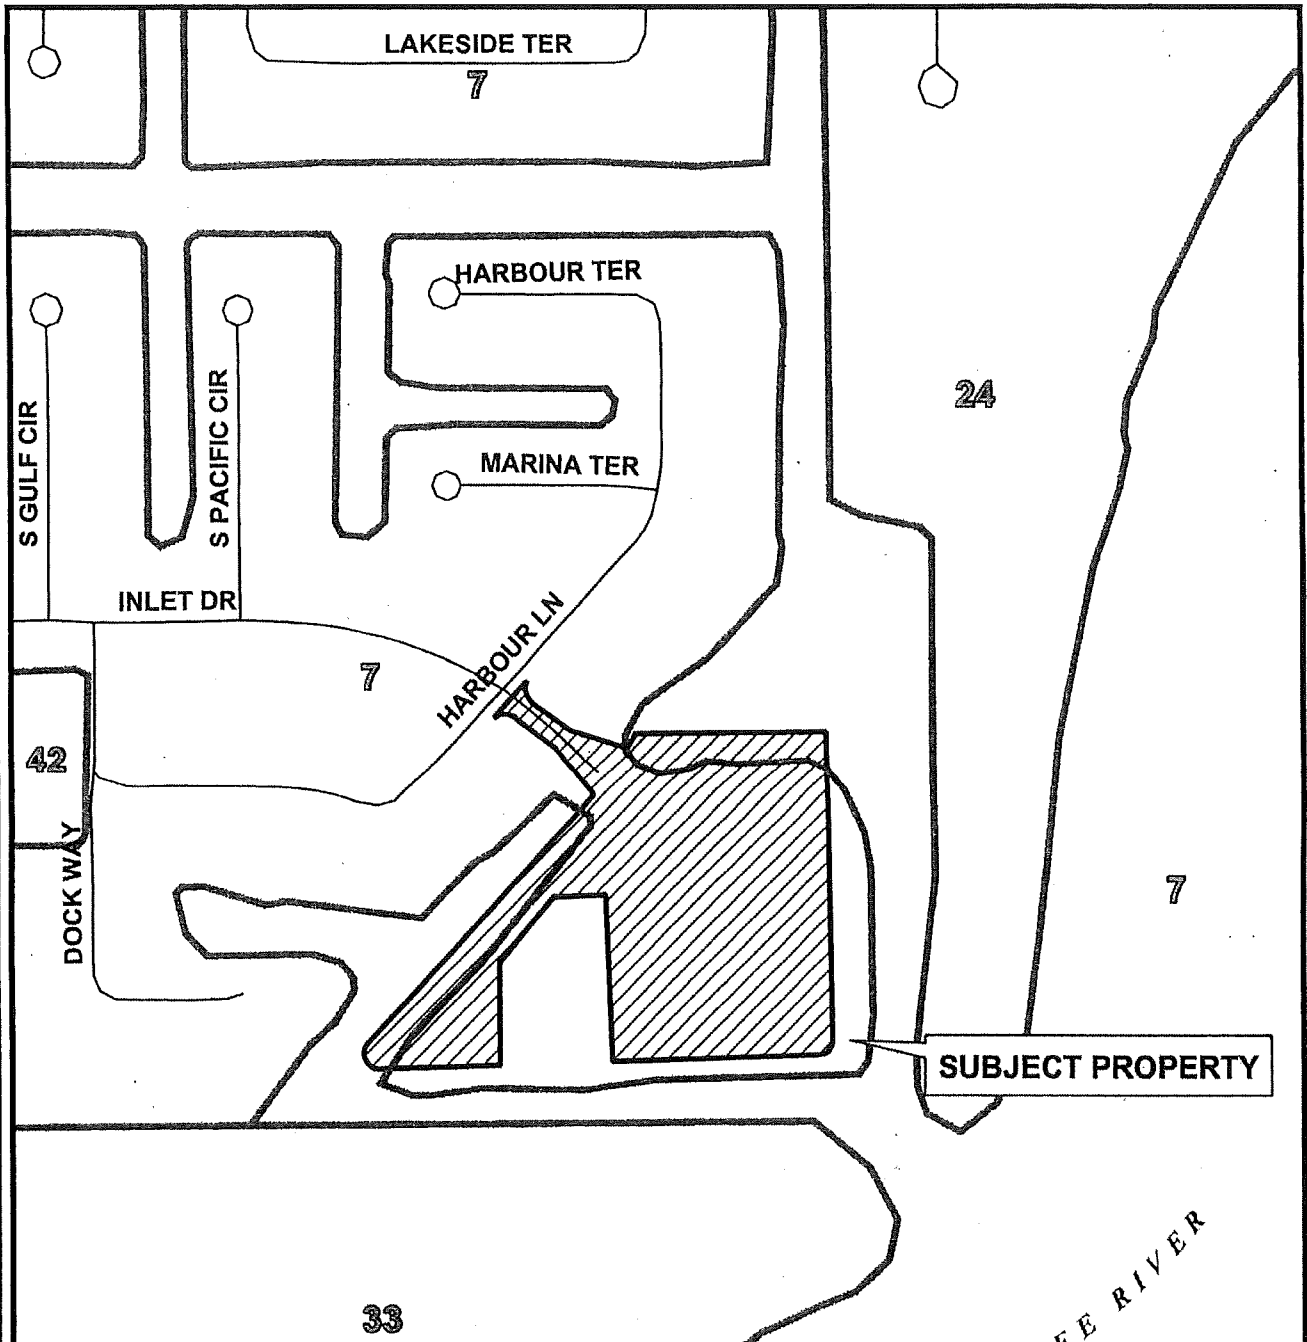 LAKESIDE TER
7
HARBOUR TER
24
S GULF CIR
S PACIFIC CIR
MARINA TER
INLET DR
HARBOUR LN
7
42
DOCK WAY
7
SUBJECT PROPERTY
EE RIVER
33